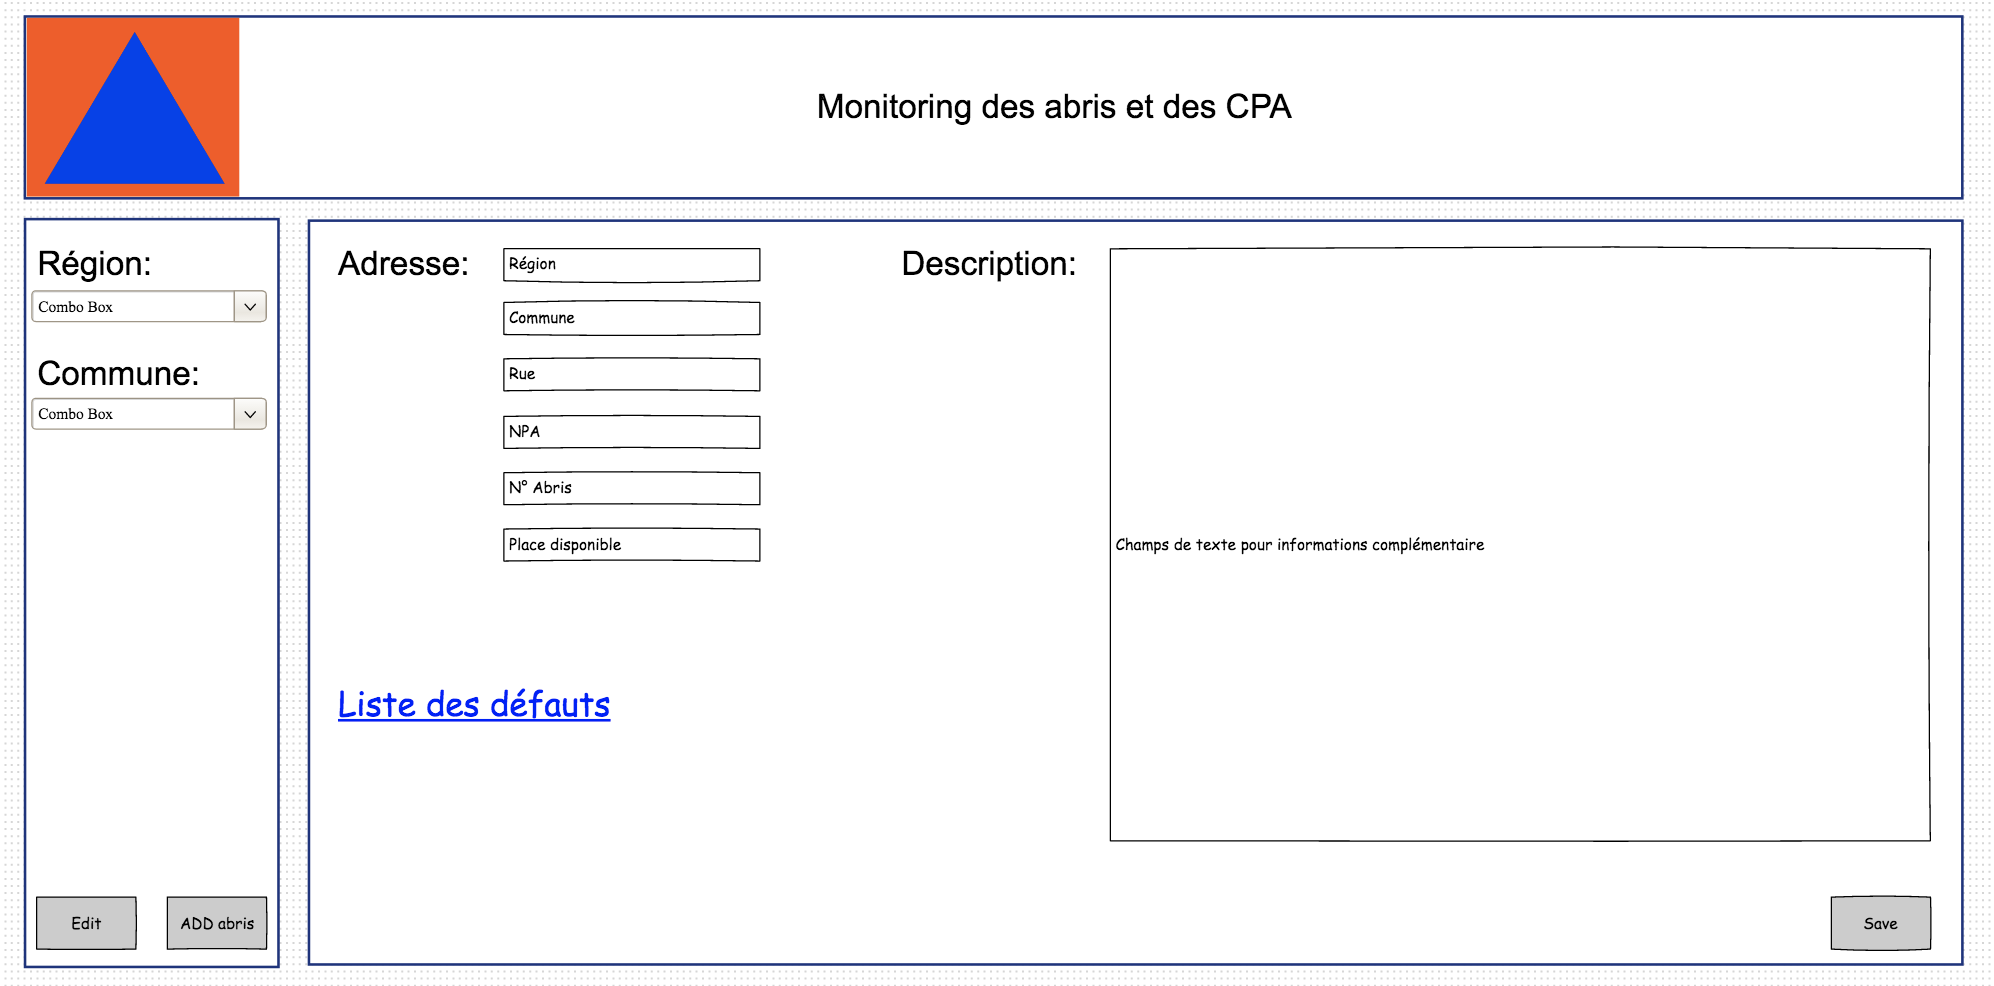 Monitoring des abris et des CPA
Région:
Combo Box
Commune:
Combo Box
Edit
ADD abris
Adresse:
Région
Commune
Rue
NPA
N° Abris
Place disponible
Liste des défauts
Description:
Champs de texte pour informations complémentaire
Save